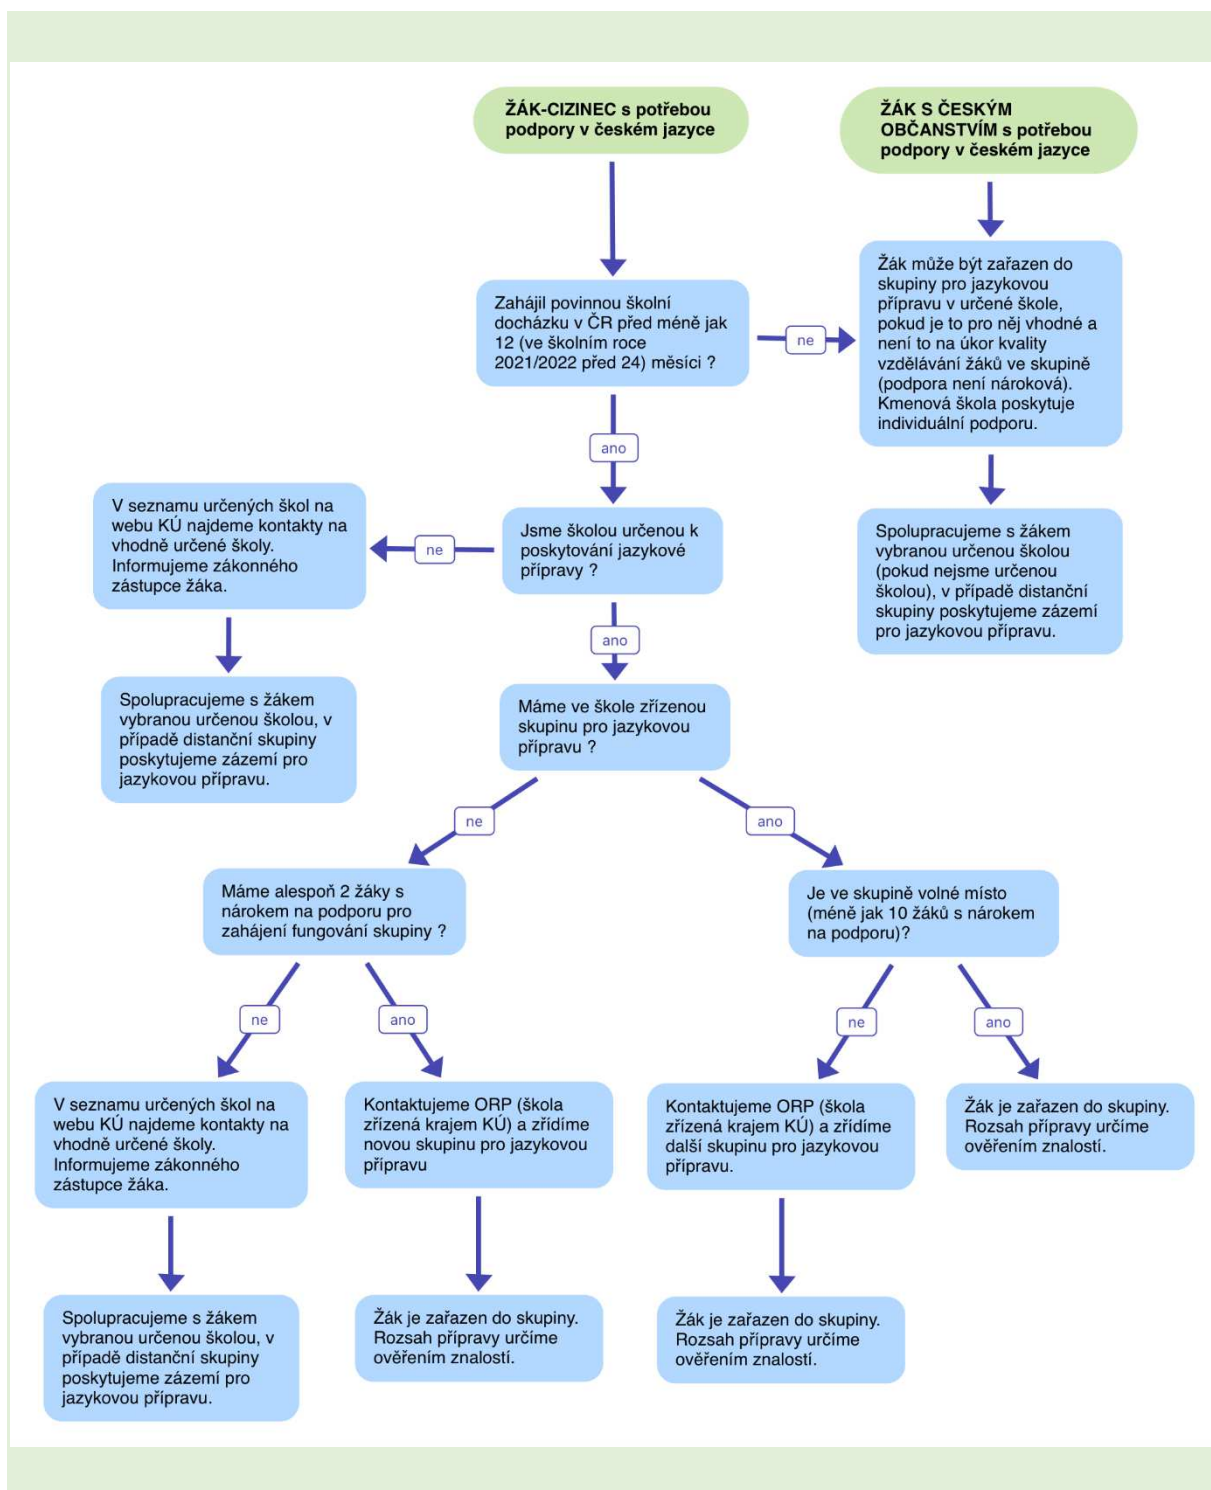 ŽÁK-CIZINEC s potřebou
podpory v českém jazyce
ŽÁK S ČESKÝM
OBČANSTVÍM s potřebou
podpory v českém jazyce
Zahájil povinnou školní
docházku v ČR před méně jak
12 (ve školním roce
2021/2022 před 24) měsíci ?
ne
Žák může být zařazen do
skupiny pro jazykovou
přípravu v určené škole,
pokud je to pro něj vhodné a
není to na úkor kvality
vzdělávání žáků ve skupině
(podpora není nároková).
Kmenová škola poskytuje
individuální podporu.
ano
V seznamu určených škol na
webu KÚ najdeme kontakty na
vhodně určené školy.
Informujeme zákonného
zástupce žáka.
ne
Jsme školou určenou k
poskytování jazykové
přípravy ?
Spolupracujeme s žákem
vybranou určenou školou
(pokud nejsme určenou
školou), v případě distanční
skupiny poskytujeme zázemí
pro jazykovou přípravu.
ano
Spolupracujeme s žákem
vybranou určenou školou, v
případě distanční skupiny
poskytujeme zázemí pro
jazykovou přípravu.
Máme ve škole zřízenou
skupinu pro jazykovou
přípravu ?
ne
ano
Máme alespoň 2 žáky s
nárokem na podporu pro
zahájení fungování skupiny ?
Je ve skupině volné místo
(méně jak 10 žáků s nárokem
na podporu)?
ne
ano
ne
ano
V seznamu určených škol na
webu KÚ najdeme kontakty na
vhodně určené školy.
Informujeme zákonného
zástupce žáka.
Kontaktujeme ORP (škola
zřízená krajem KÚ) a zřídíme
novou skupinu pro jazykovou
přípravu
Kontaktujeme ORP (škola
zřízená krajem KÚ) a zřídíme
další skupinu pro jazykovou
přípravu.
Žák je zařazen do skupiny.
Rozsah přípravy určíme
ověřením znalostí.
Spolupracujeme s žákem
vybranou určenou školou, v
případě distanční skupiny
poskytujeme zázemí pro
jazykovou přípravu.
Žák je zařazen do skupiny.
Rozsah přípravy určíme
ověřením znalostí.
Žák je zařazen do skupiny.
Rozsah přípravy určíme
ověřením znalostí.